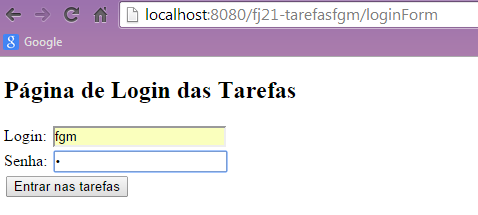 localhost:8080/fj21-tarefasfgm/loginForm
Google
Página de Login das Tarefas
Login: fgm
Senha: •
Entrar nas tarefas